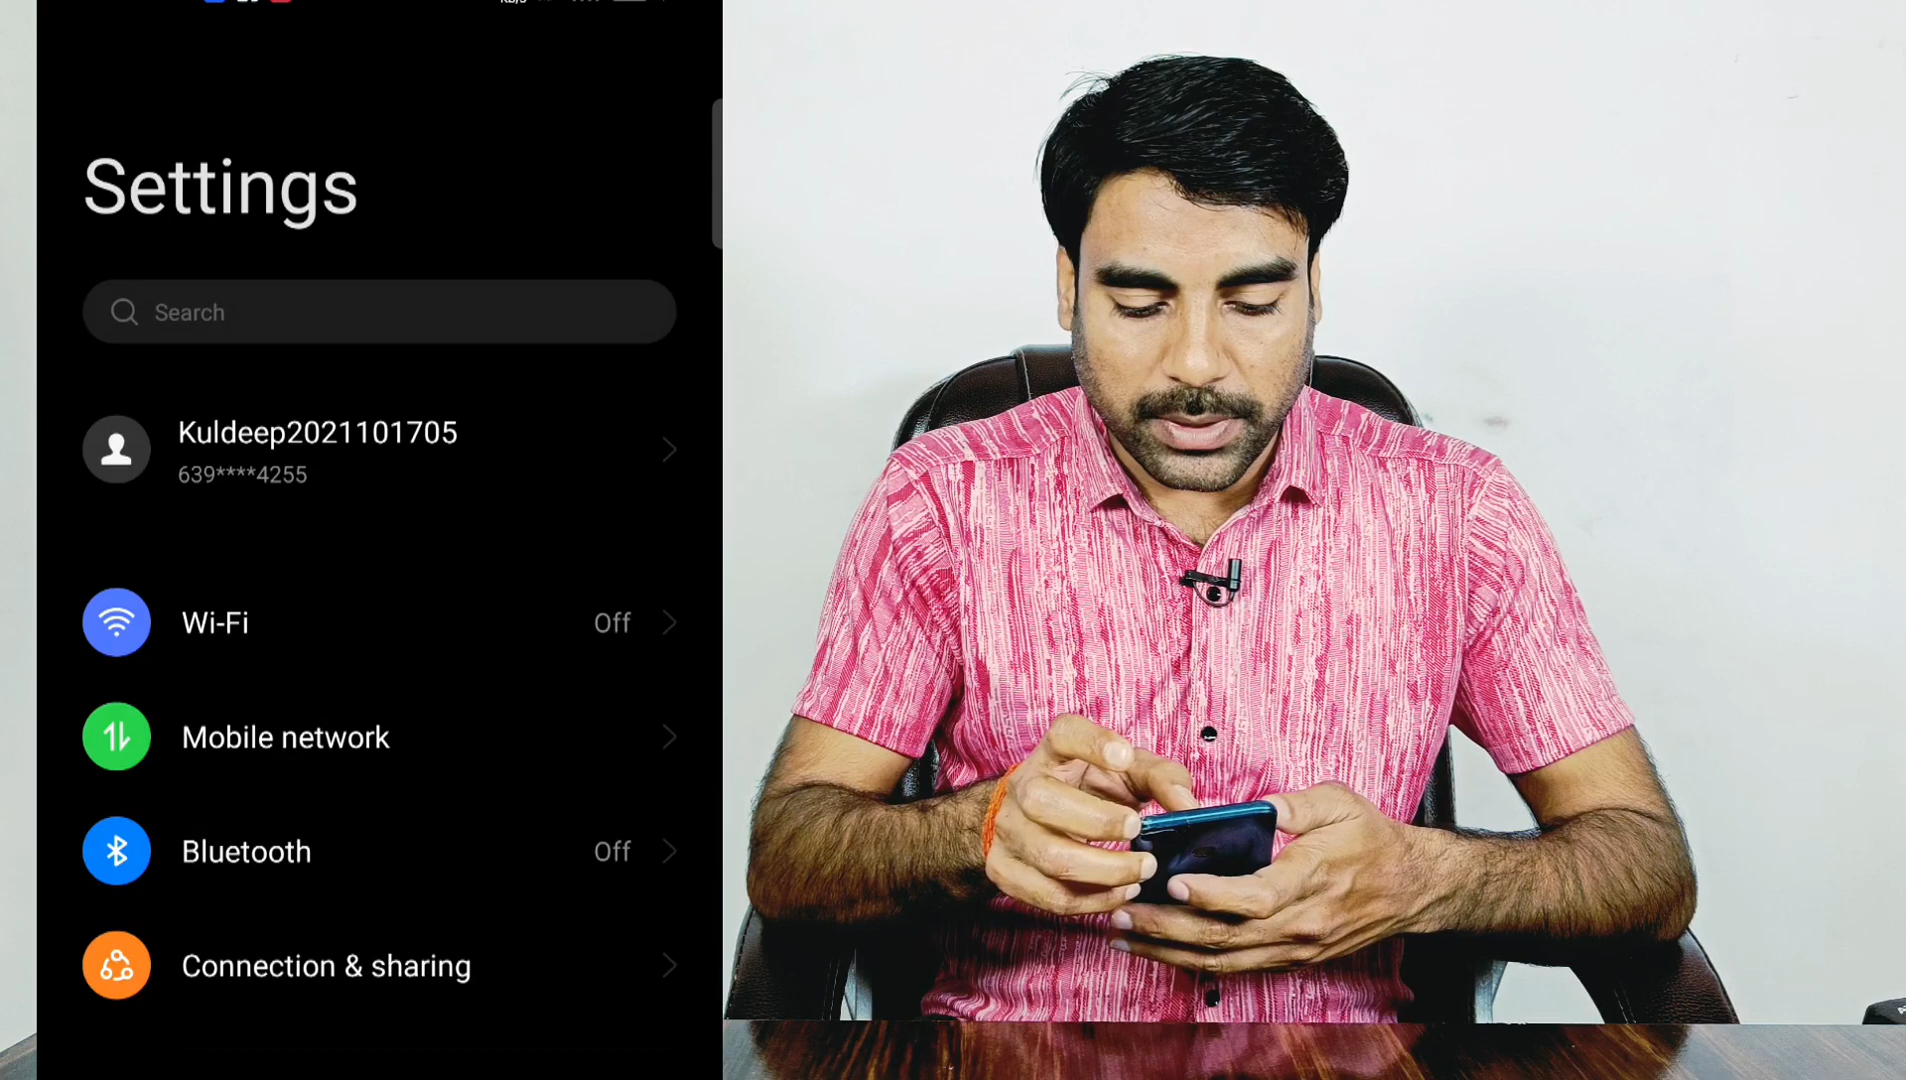 Settings
Search
Kuldeep2021101705
639****4255
Wi-Fi Off
Mobile network
Bluetooth Off
Connection & sharing